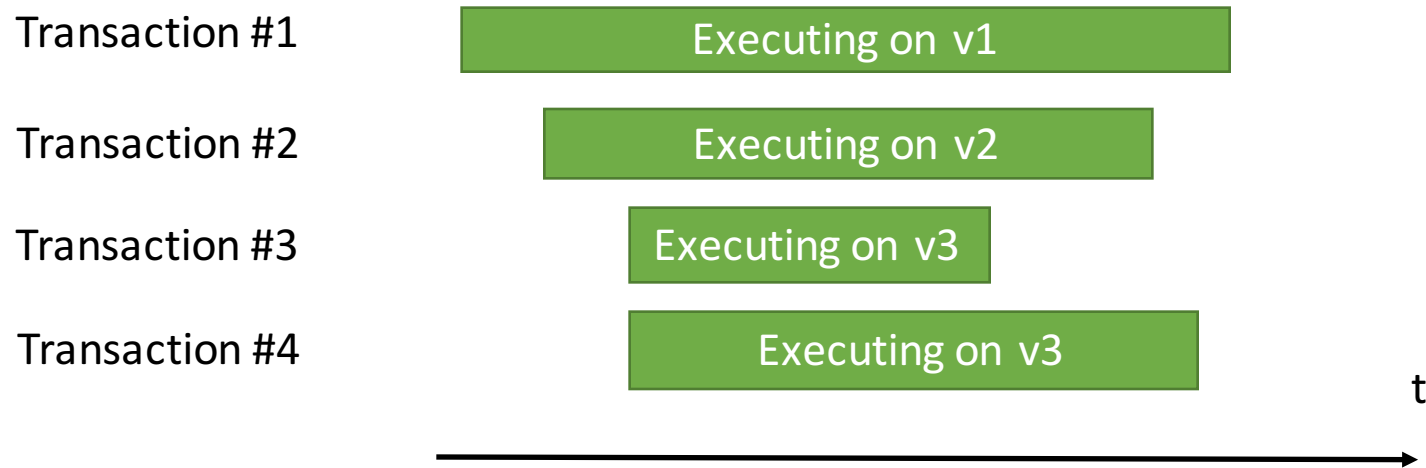 Transaction #1 Executing on v1
Transaction #2 Executing on v2
Transaction #3 Executing on v3
Transaction #4 Executing on v3
t